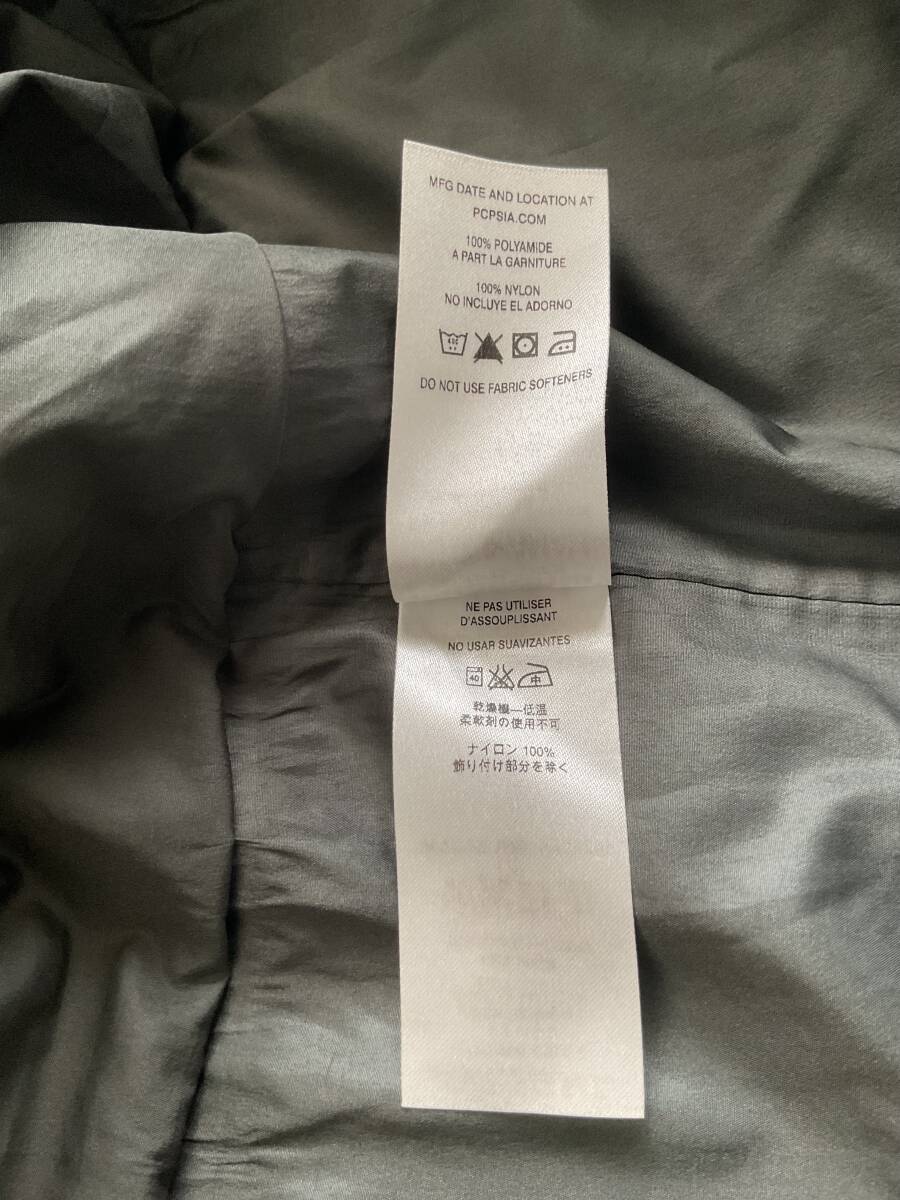 MFG DATE AND LOCATION AT
PCPSIA.COM
100% POLYAMIDE
A PART LA GARNITURE
100% NYLON
NO INCLUYE EL ADORNO
40C
DO NOT USE FABRIC SOFTENERS
NE PAS UTILISER
D'ASSOUPLISSANT
NO USAR SUAVIZANTES
40 中
乾燥機—低温
柔軟剤の使用不可
ナイロン 100%
飾り付け部分を除く